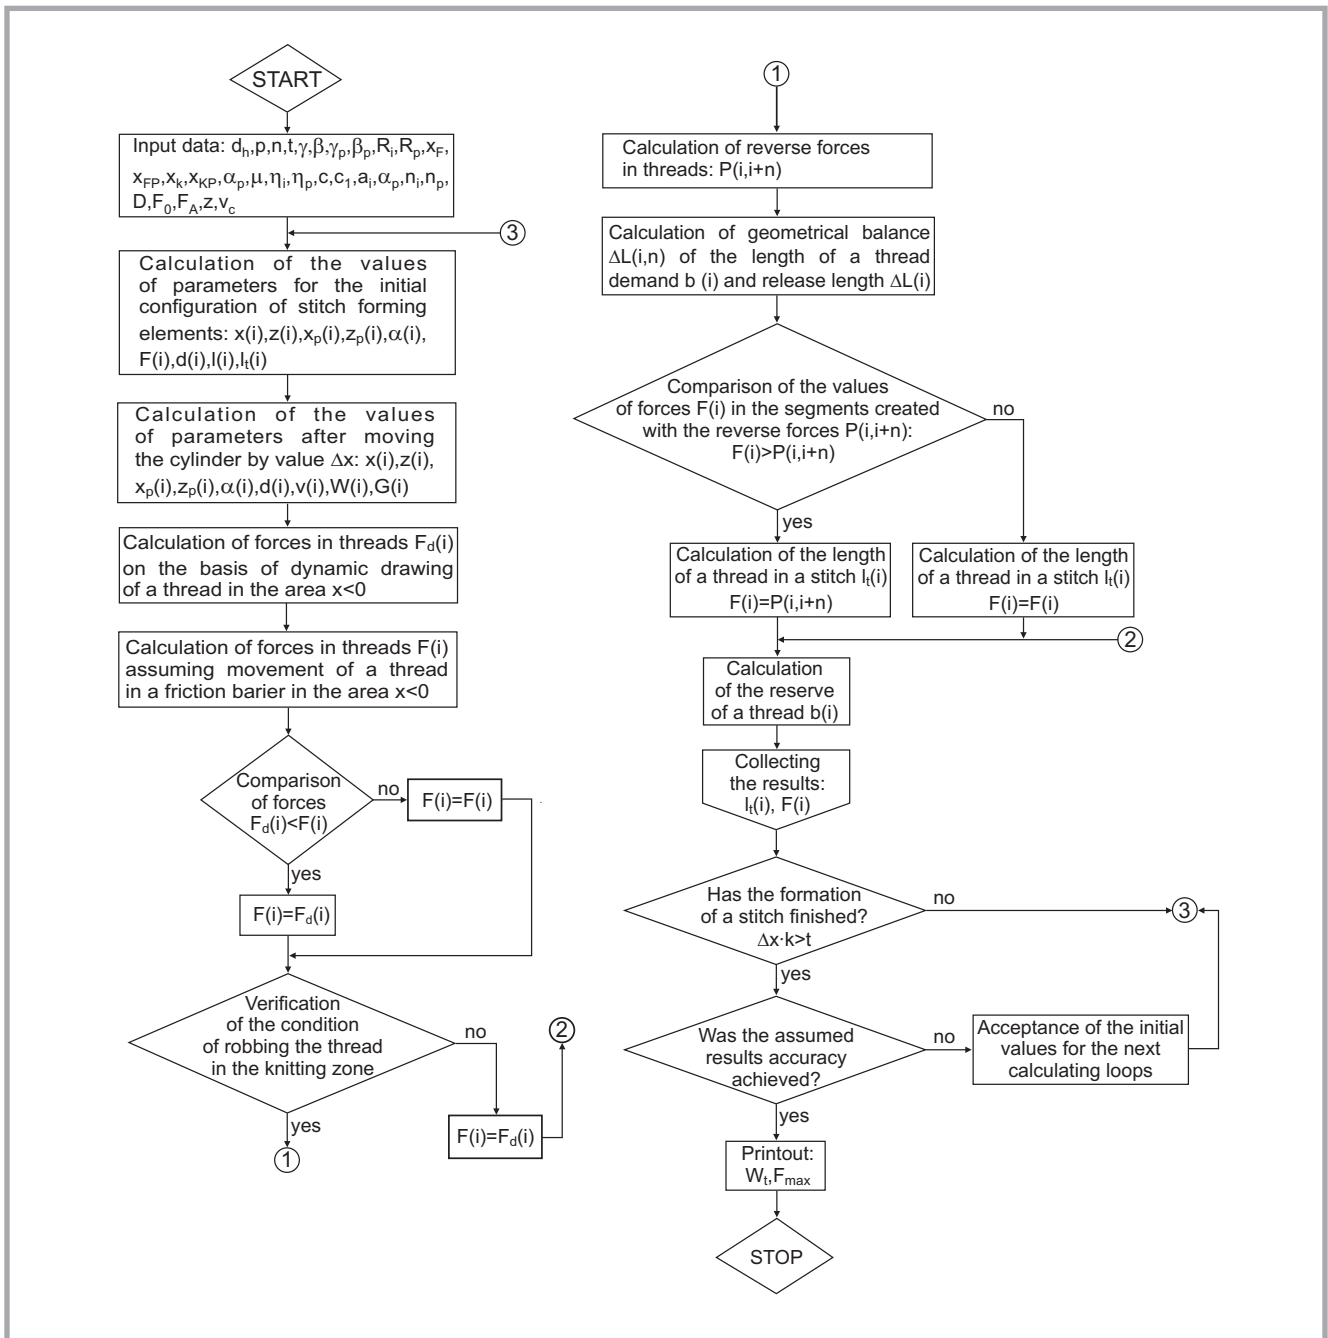 START
Input data: dₕ,p,n,t,γ,β,γₚ,βₚ,Rᵢ,Rₚ,x_F,
x_FP,xₖ,x_KP,αₚ,μ,ηᵢ,ηₚ,c,c₁,aᵢ,αₚ,nᵢ,nₚ,
D,F₀,F_A,z,v_c
3
Calculation of the values
of parameters for the initial
configuration of stitch forming
elements: x(i),z(i),xₚ(i),zₚ(i),α(i),
F(i),d(i),l(i),lₜ(i)
Calculation of the values
of parameters after moving
the cylinder by value Δx: x(i),z(i),
xₚ(i),zₚ(i),α(i),d(i),v(i),W(i),G(i)
Calculation of forces in threads F_d(i)
on the basis of dynamic drawing
of a thread in the area x<0
Calculation of forces in threads F(i)
assuming movement of a thread
in a friction barier in the area x<0
Comparison
of forces
F_d(i)<F(i)
no
F(i)=F(i)
yes
F(i)=F_d(i)
Verification
of the condition
of robbing the thread
in the knitting zone
no
2
F(i)=F_d(i)
yes
1
1
Calculation of reverse forces
in threads: P(i,i+n)
Calculation of geometrical balance
ΔL(i,n) of the length of a thread
demand b (i) and release length ΔL(i)
Comparison of the values
of forces F(i) in the segments created
with the reverse forces P(i,i+n):
F(i)>P(i,i+n)
no
yes
Calculation of the length
of a thread in a stitch lₜ(i)
F(i)=P(i,i+n)
Calculation of the length
of a thread in a stitch lₜ(i)
F(i)=F(i)
2
Calculation
of the reserve
of a thread b(i)
Collecting
the results:
lₜ(i), F(i)
Has the formation
of a stitch finished?
Δx·k>t
no
3
yes
Was the assumed
results accuracy
achieved?
no
Acceptance of the initial
values for the next
calculating loops
yes
Printout:
Wₜ,F_max
STOP